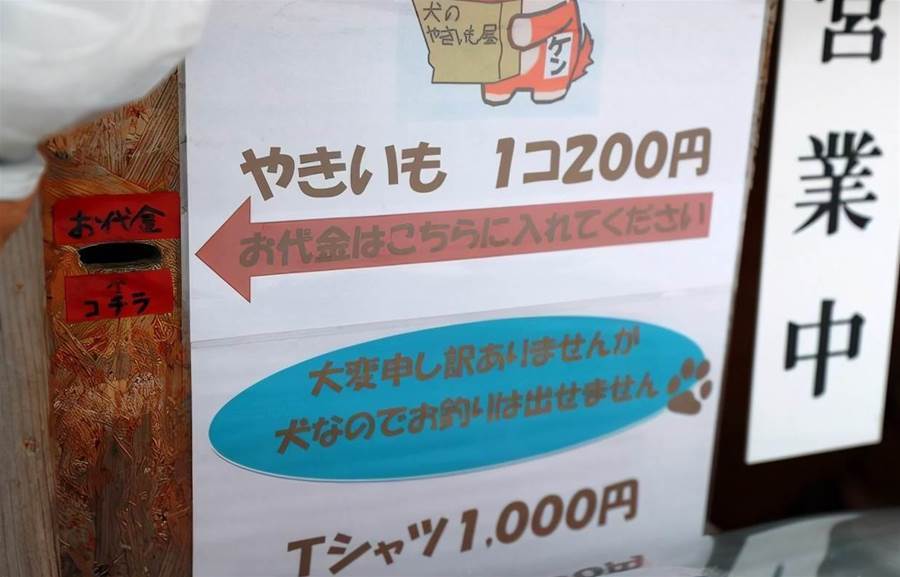 犬の
やきいも屋
ケン
やきいも 1コ200円
お代金はこちらに入れてください
お代金
↑
コチラ
大変申し訳ありませんが
犬なのでお釣りは出せません
Tシャツ1,000円
営業中